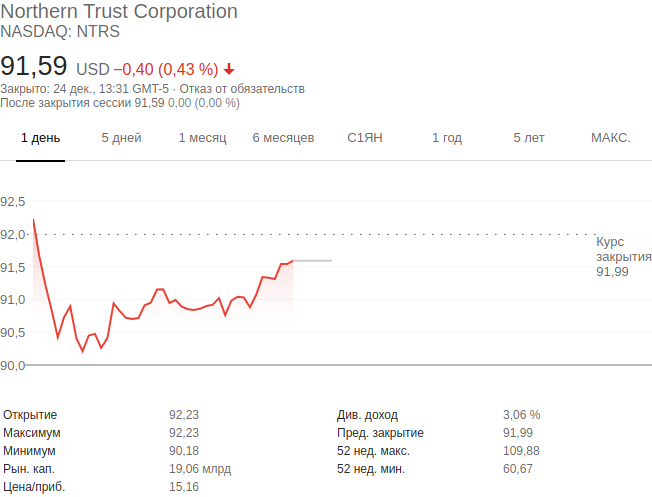 Northern Trust Corporation
NASDAQ: NTRS
91,59 USD −0,40 (0,43 %)
Закрыто: 24 дек., 13:31 GMT-5 · Отказ от обязательств
После закрытия сессии 91,59 0,00 (0,00 %)
1 день 5 дней 1 месяц 6 месяцев С1ЯН 1 год 5 лет МАКС.
92,5
92,0
Курс
закрытия
91,99
91,5
91,0
90,5
90,0
Открытие 92,23 Див. доход 3,06 %
Максимум 92,23 Пред. закрытие 91,99
Минимум 90,18 52 нед. макс. 109,88
Рын. кап. 19,06 млрд 52 нед. мин. 60,67
Цена/приб. 15,16